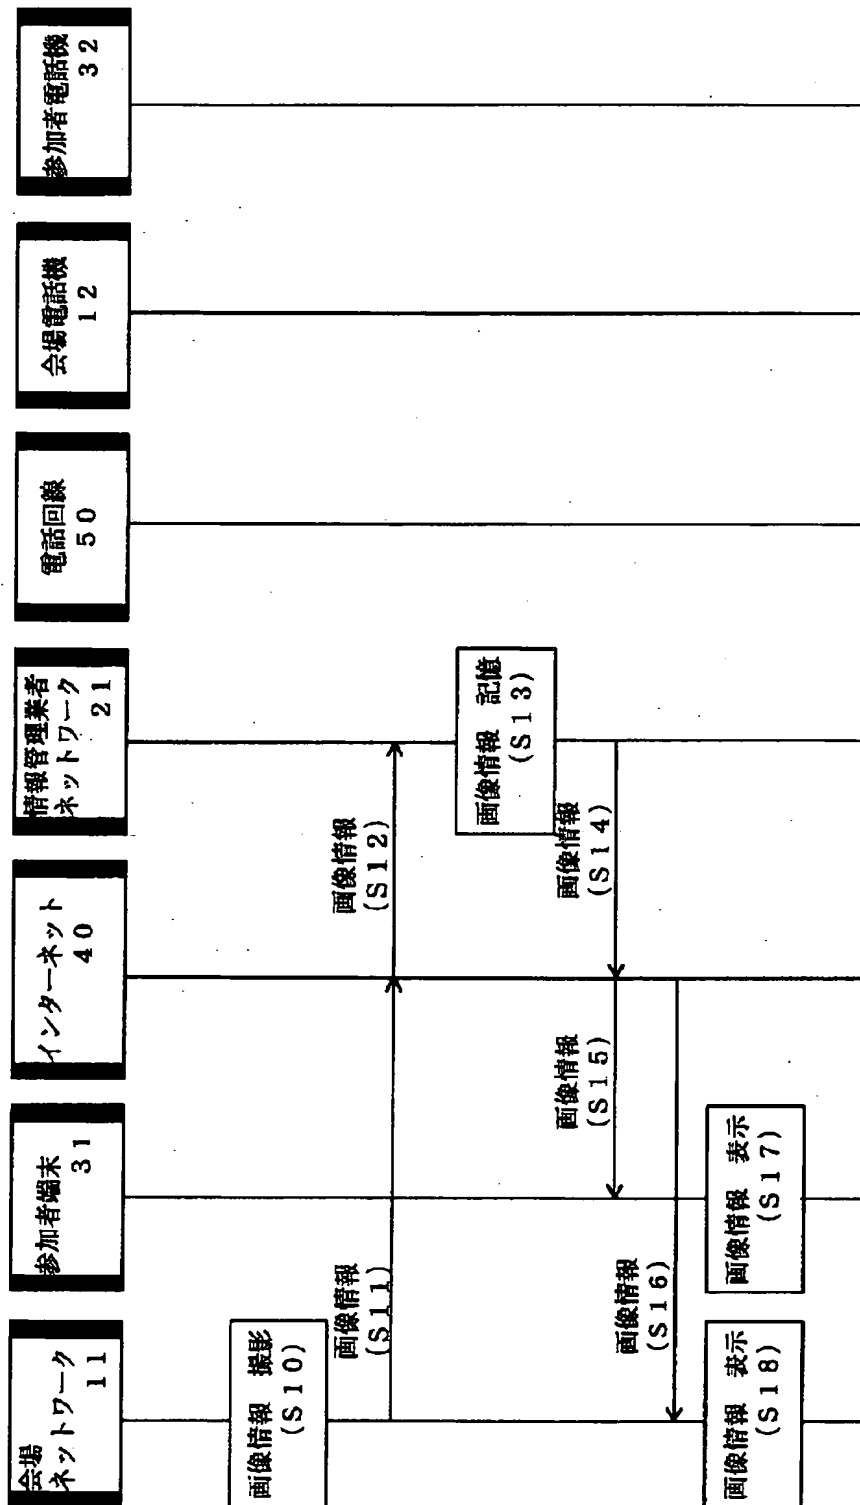 会場
ネットワーク
11
参加者端末
31
インターネット
40
情報管理業者
ネットワーク
21
電話回線
50
会場電話機
12
参加者電話機
32
画像情報 撮影
(S10)
画像情報
(S11)
画像情報
(S12)
画像情報 記憶
(S13)
画像情報
(S14)
画像情報
(S15)
画像情報
(S16)
画像情報 表示
(S17)
画像情報 表示
(S18)